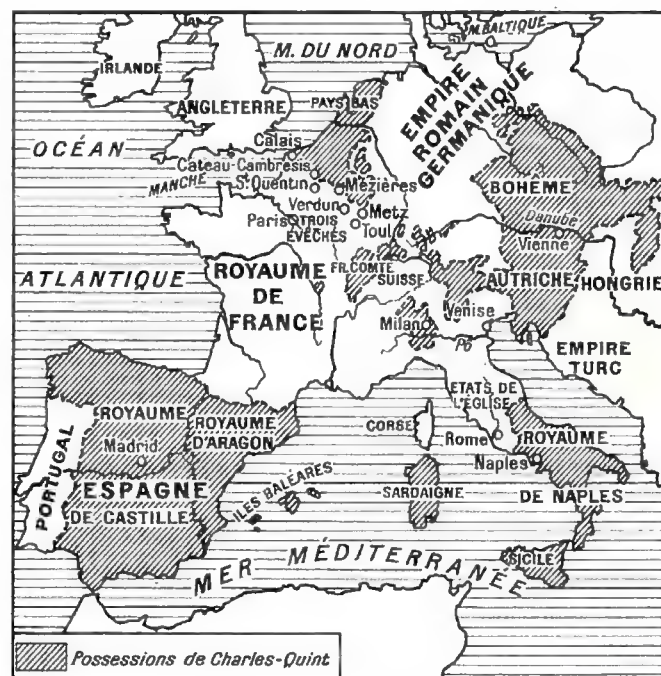 M. BALTIQUE
M. DU NORD
IRLANDE
ANGLETERRE
PAYS BAS
EMPIRE
ROMAIN
GERMANIQUE
OCÉAN
Calais
Cateau-Cambrésis
MANCHE
St Quentin
Mézières
BOHÊME
Verdun
Metz
Danube
Paris
TROIS
ÉVÊCHÉS
Toul
Vienne
ATLANTIQUE
ROYAUME
DE
FRANCE
FR. COMTÉ
SUISSE
AUTRICHE
HONGRIE
Milan
Venise
Pô
EMPIRE
TURC
ÉTATS DE
L'ÉGLISE
ROYAUME
ROYAUME
D'ARAGON
CORSE
Rome
ROYAUME
Madrid
Naples
PORTUGAL
ESPAGNE
ILES BALÉARES
SARDAIGNE
DE NAPLES
DE CASTILLE
SICILE
MER MÉDITERRANÉE
Possessions de Charles-Quint